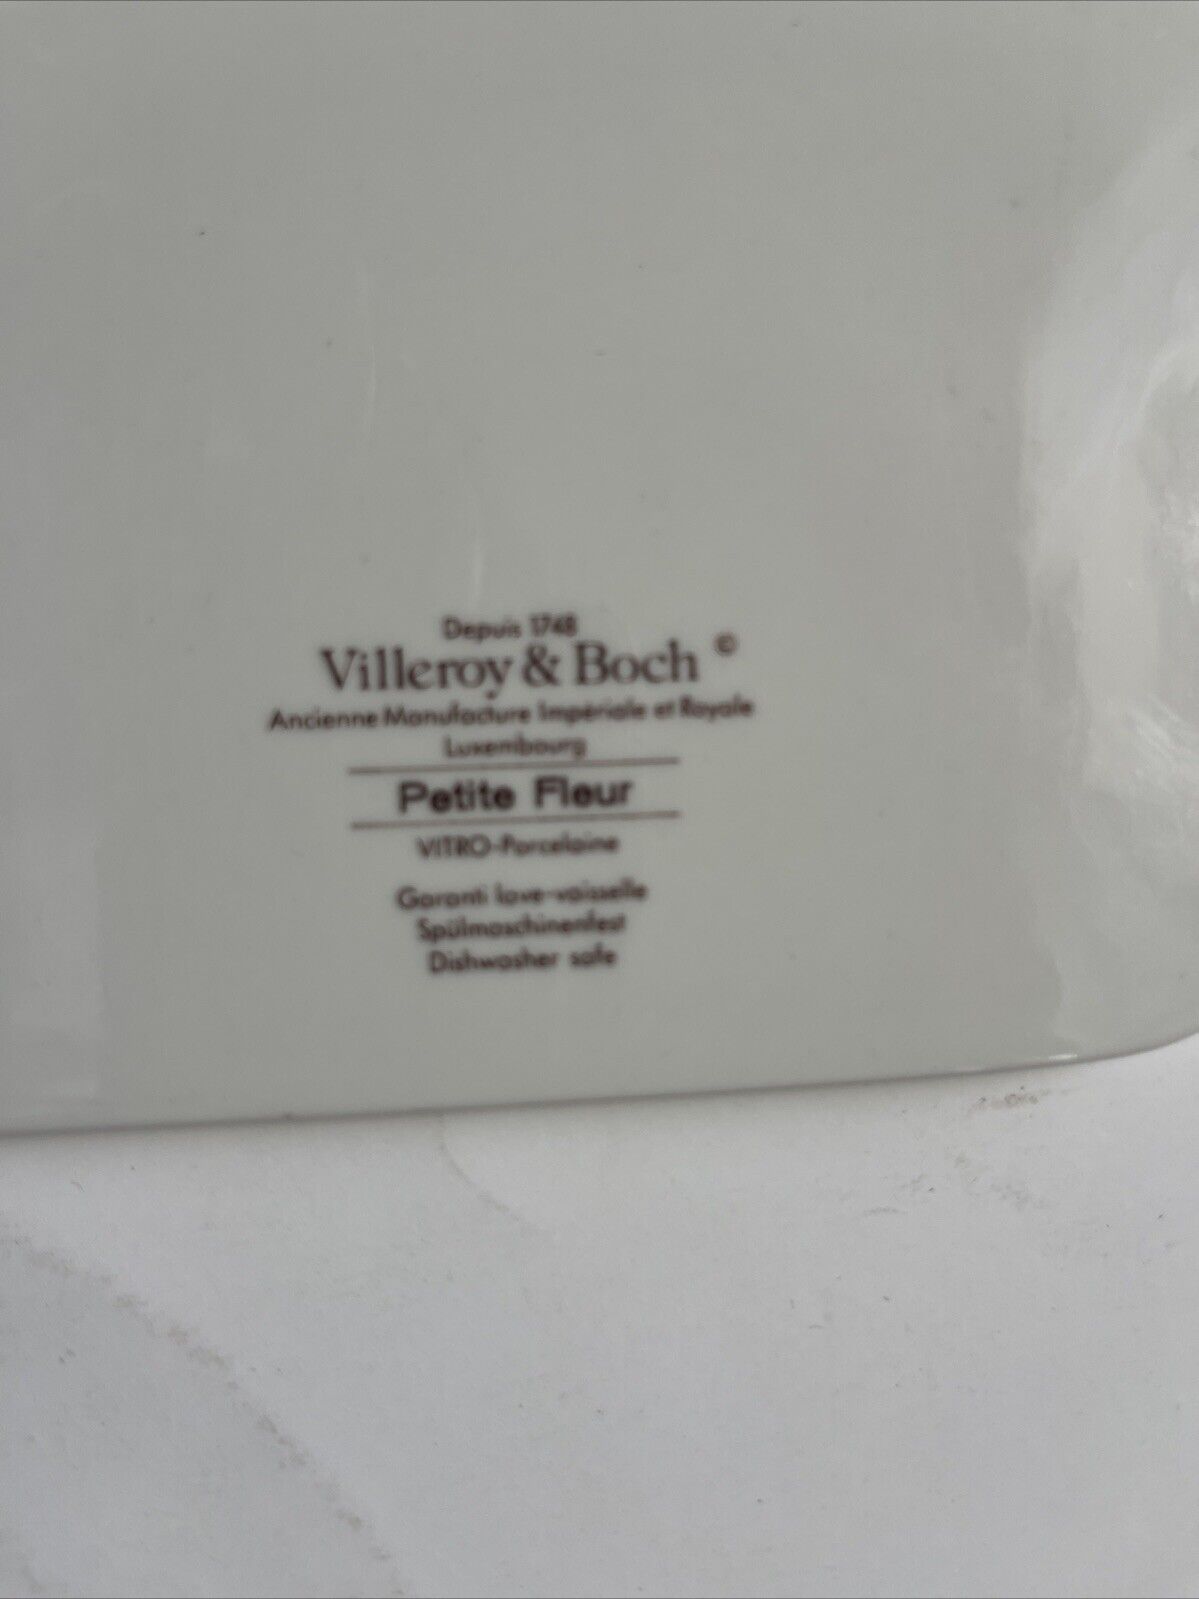 Depuis 1748
Villeroy & Boch ©
Ancienne Manufacture Impériale et Royale
Luxembourg
Petite Fleur
VITRO-Porcelaine
Garanti lave-vaisselle
Spülmaschinenfest
Dishwasher safe